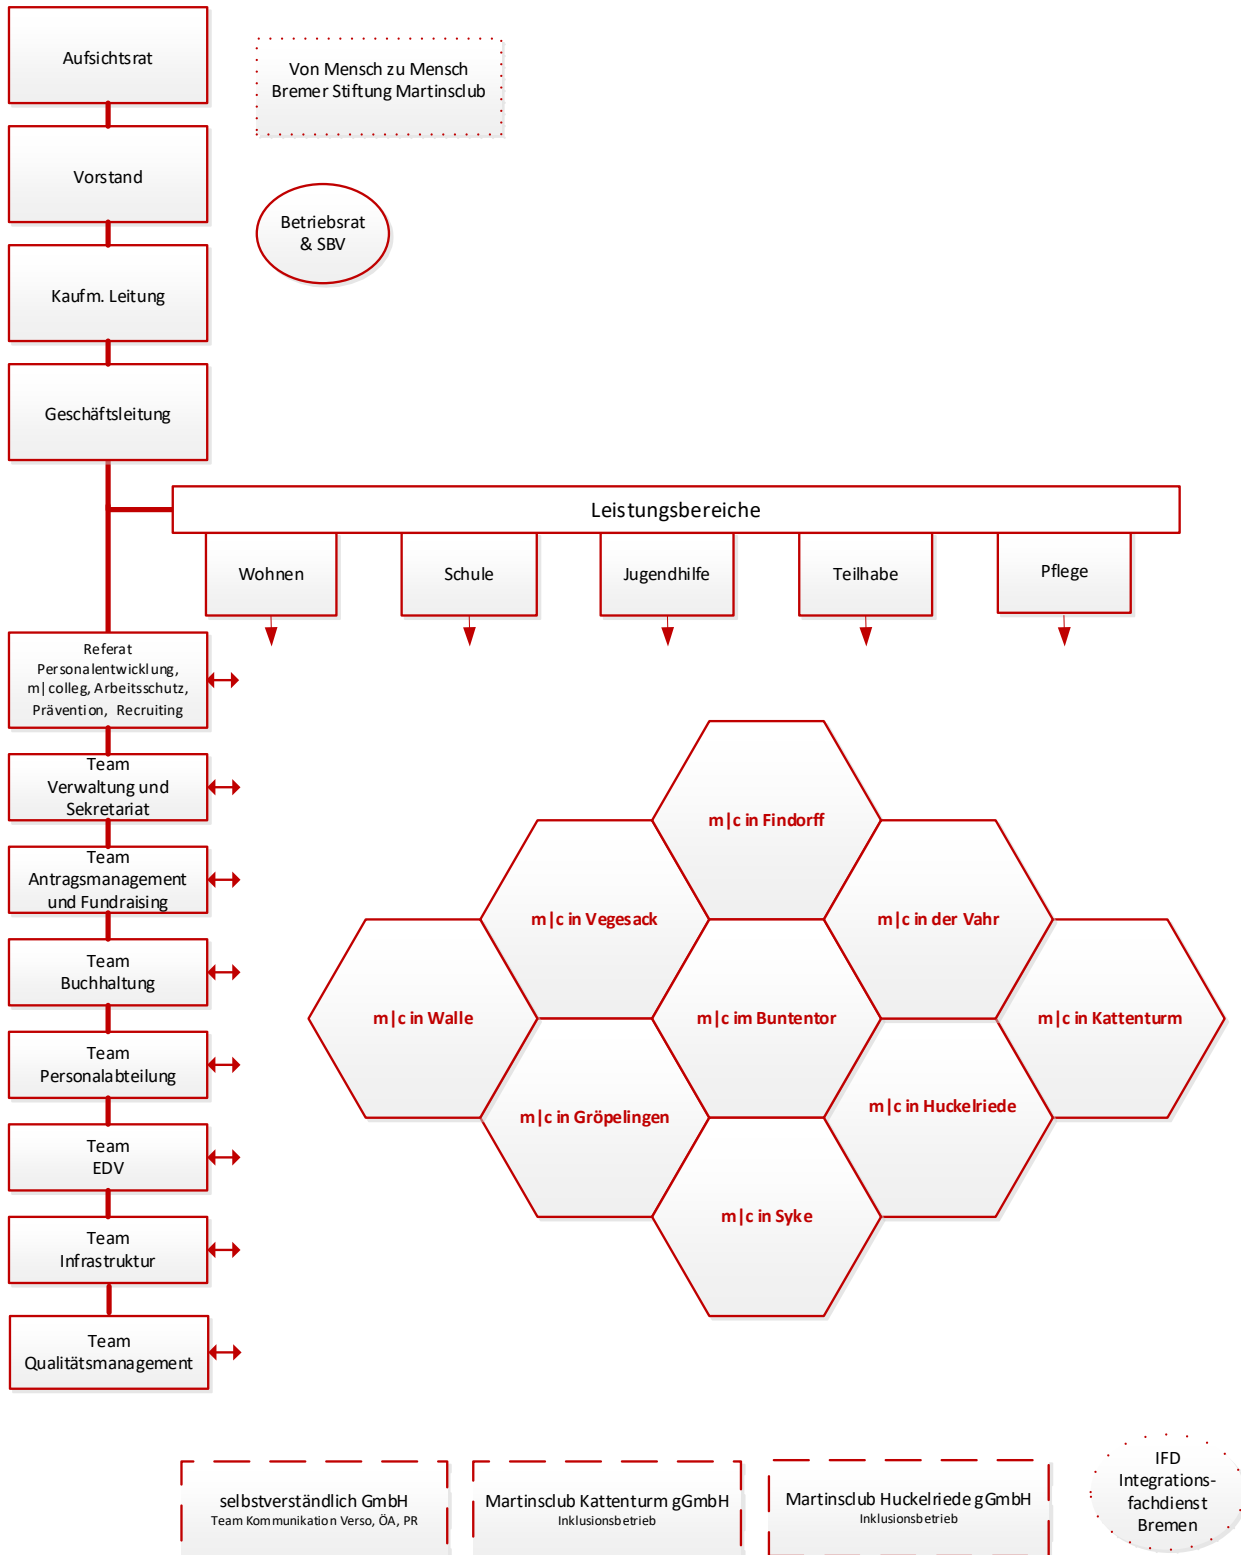 Aufsichtsrat
Von Mensch zu Mensch
Bremer Stiftung Martinsclub
Vorstand
Betriebsrat
& SBV
Kaufm. Leitung
Geschäftsleitung
Leistungsbereiche
Wohnen
Schule
Jugendhilfe
Teilhabe
Pflege
Referat
Personalentwicklung,
m|colleg, Arbeitsschutz,
Prävention, Recruiting
Team
Verwaltung und
Sekretariat
Team
Antragsmanagement
und Fundraising
Team
Buchhaltung
Team
Personalabteilung
Team
EDV
Team
Infrastruktur
Team
Qualitätsmanagement
m|c in Findorff
m|c in Vegesack
m|c in der Vahr
m|c in Walle
m|c im Buntentor
m|c in Kattenturm
m|c in Gröpelingen
m|c in Huckelriede
m|c in Syke
selbstverständlich GmbH
Team Kommunikation Verso, ÖA, PR
Martinsclub Kattenturm gGmbH
Inklusionsbetrieb
Martinsclub Huckelriede gGmbH
Inklusionsbetrieb
IFD
Integrations-
fachdienst
Bremen